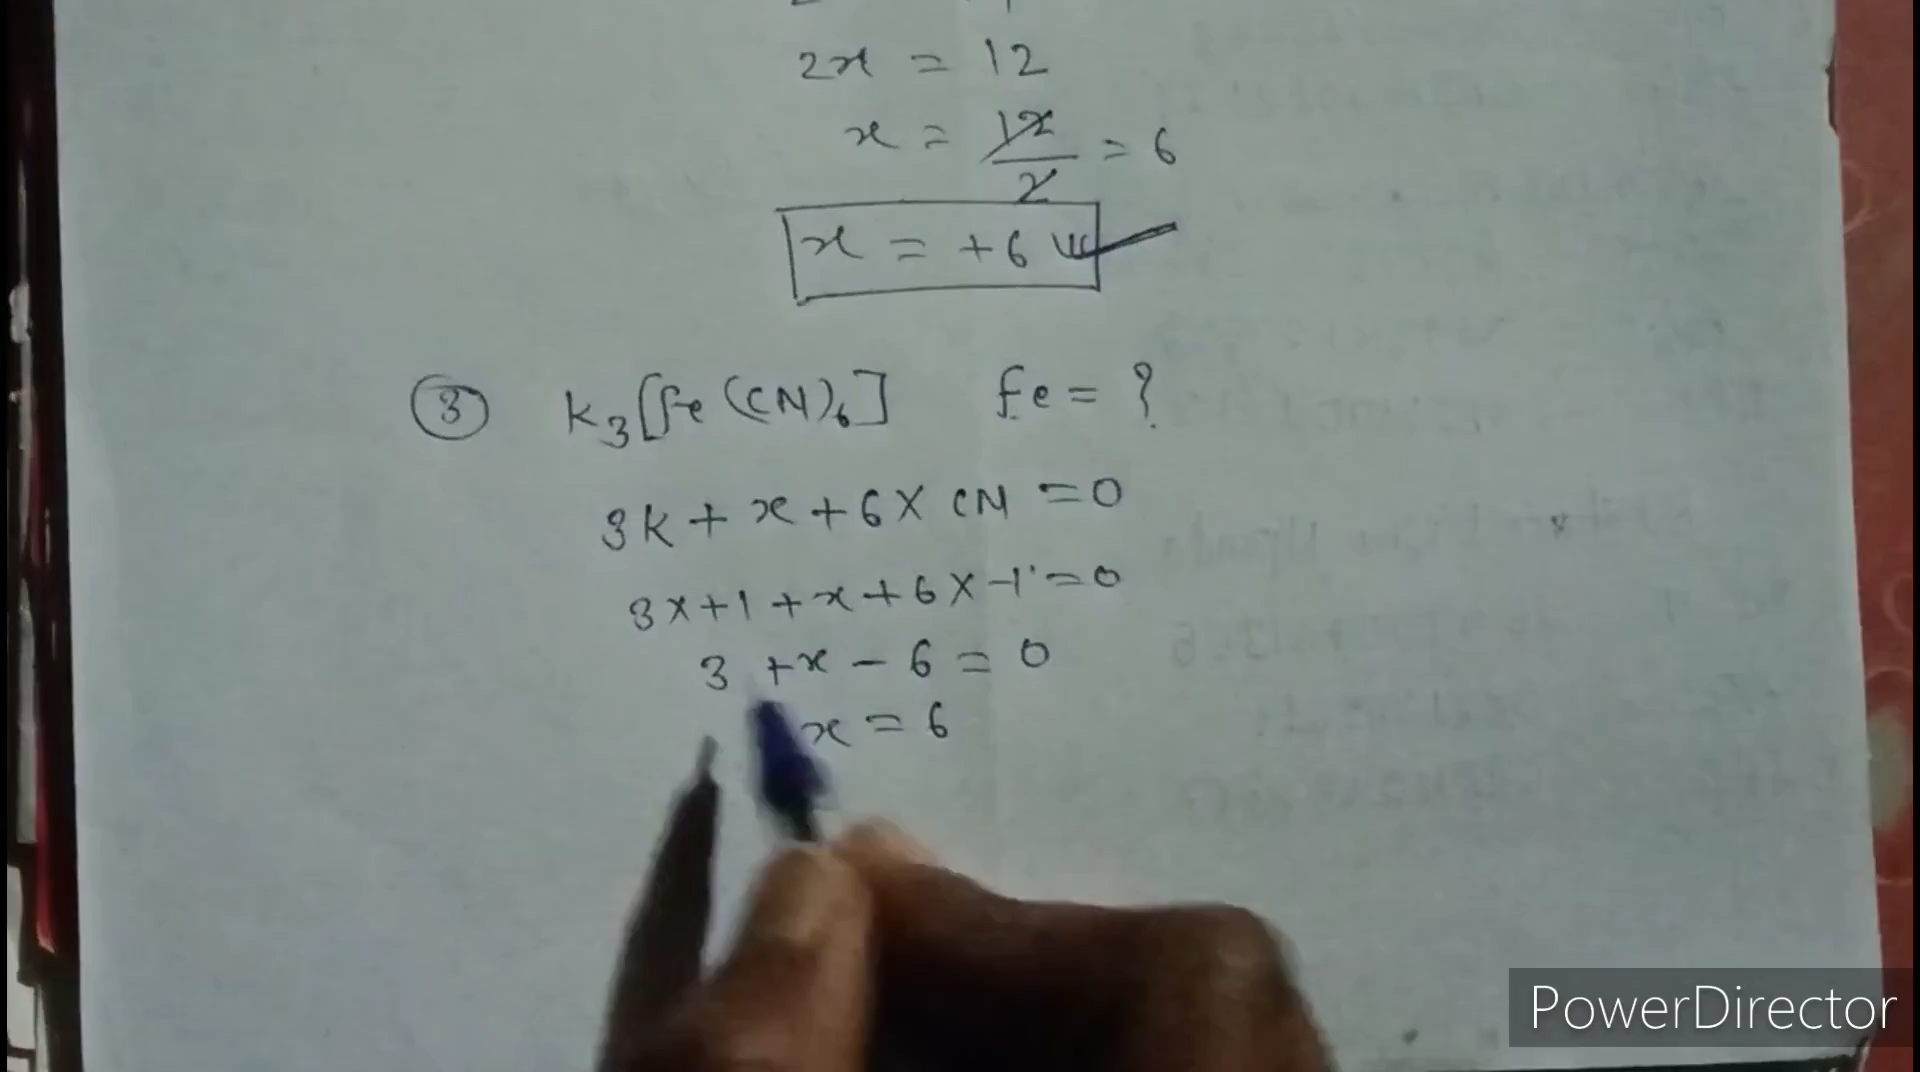 2x = 12
x = 12/2 = 6
x = +6
③ K₃[Fe(CN)₆] Fe = ?
3K + x + 6 × CN = 0
3×+1 + x + 6×-1 = 0
3 + x - 6 = 0
x = 6
PowerDirector